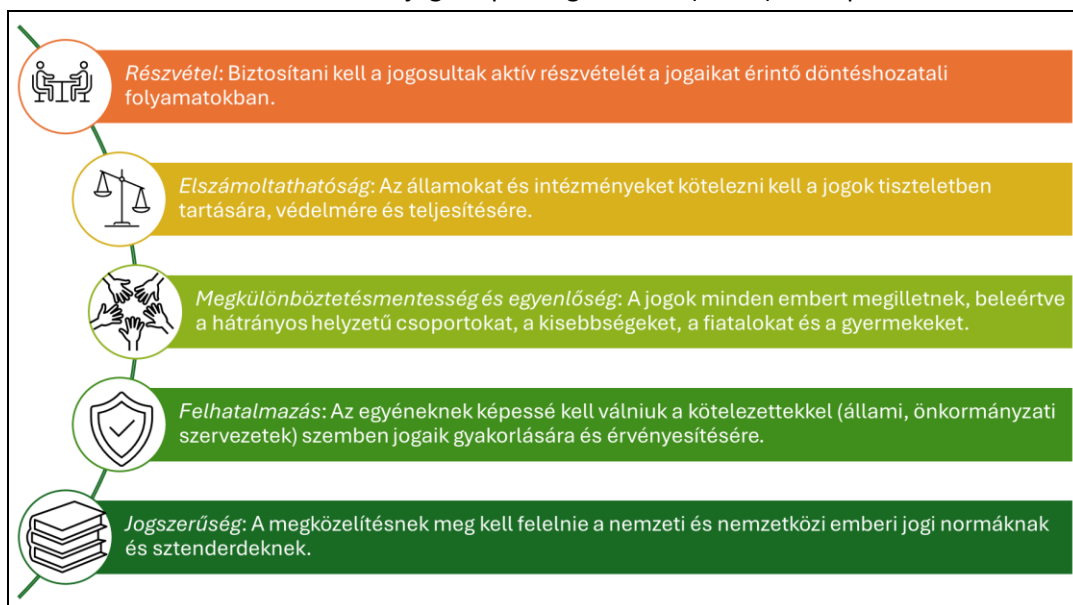 Részvétel: Biztosítani kell a jogosultak aktív részvételét a jogaikat érintő döntéshozatali
folyamatokban.
Elszámoltathatóság: Az államokat és intézményeket kötelezni kell a jogok tiszteletben
tartására, védelmére és teljesítésére.
Megkülönböztetésmentesség és egyenlőség: A jogok minden embert megilletnek, beleértve
a hátrányos helyzetű csoportokat, a kisebbségeket, a fiatalokat és a gyermekeket.
Felhatalmazás: Az egyéneknek képessé kell válniuk a kötelezettekkel (állami, önkormányzati
szervezetek) szemben jogaik gyakorlására és érvényesítésére.
Jogszerűség: A megközelítésnek meg kell felelnie a nemzeti és nemzetközi emberi jogi normáknak
és sztenderdeknek.